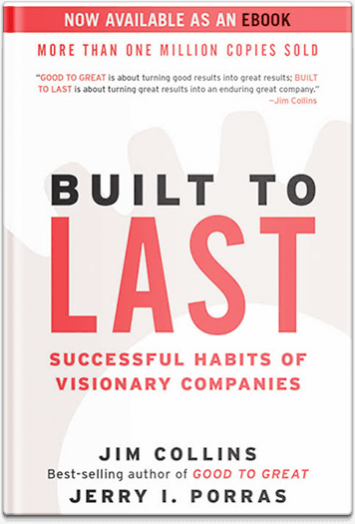 NOW AVAILABLE AS AN EBOOK
MORE THAN ONE MILLION COPIES SOLD
"GOOD TO GREAT is about turning good results into great results; BUILT
TO LAST is about turning great results into an enduring great company."
—Jim Collins
BUILT TO
LAST
SUCCESSFUL HABITS OF
VISIONARY COMPANIES
JIM COLLINS
Best-selling author of GOOD TO GREAT
JERRY I. PORRAS